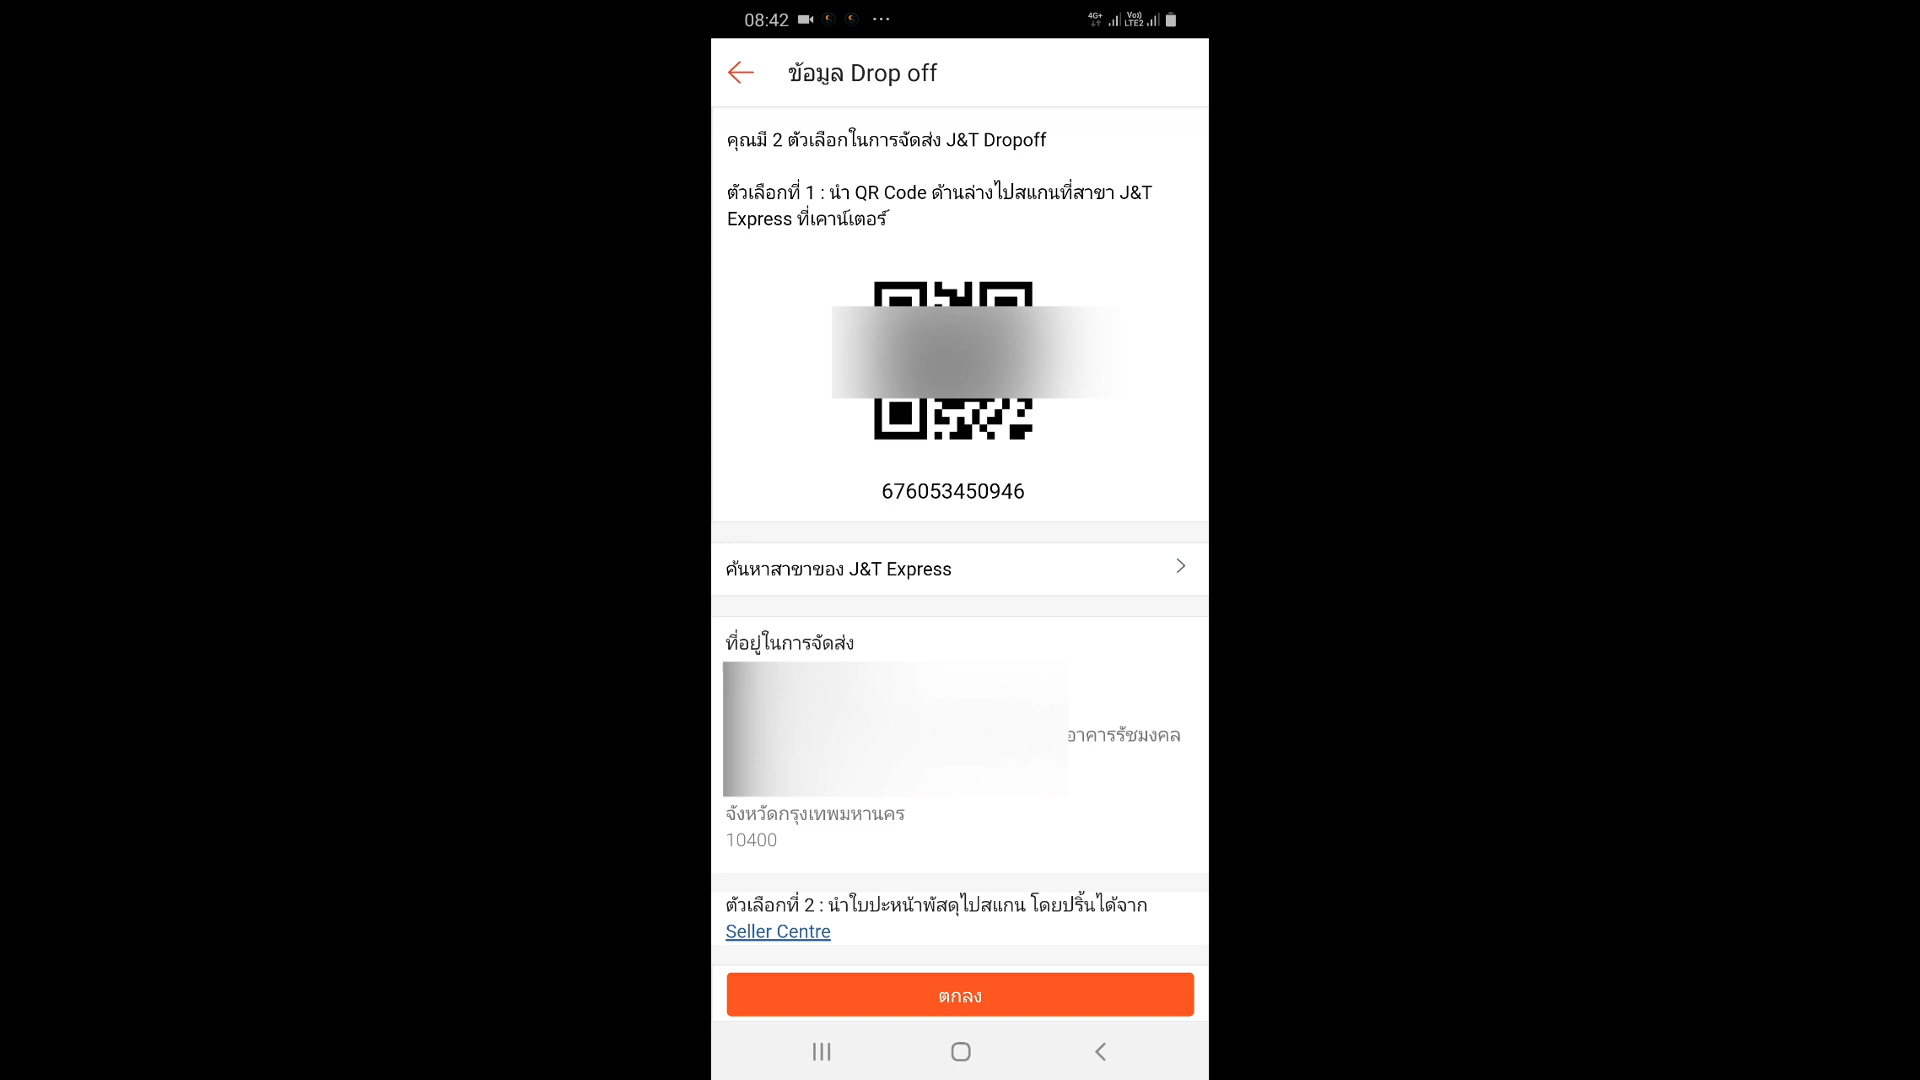 08:42
4G+ Vo)) LTE2
ข้อมูล Drop off
คุณมี 2 ตัวเลือกในการจัดส่ง J&T Dropoff
ตัวเลือกที่ 1 : นำ QR Code ด้านล่างไปสแกนที่สาขา J&T
Express ที่เคาน์เตอร์
676053450946
ค้นหาสาขาของ J&T Express
ที่อยู่ในการจัดส่ง
อาคารรัชมงคล
จังหวัดกรุงเทพมหานคร
10400
ตัวเลือกที่ 2 : นำใบปะหน้าพัสดุไปสแกน โดยปริ้นได้จาก
Seller Centre
ตกลง